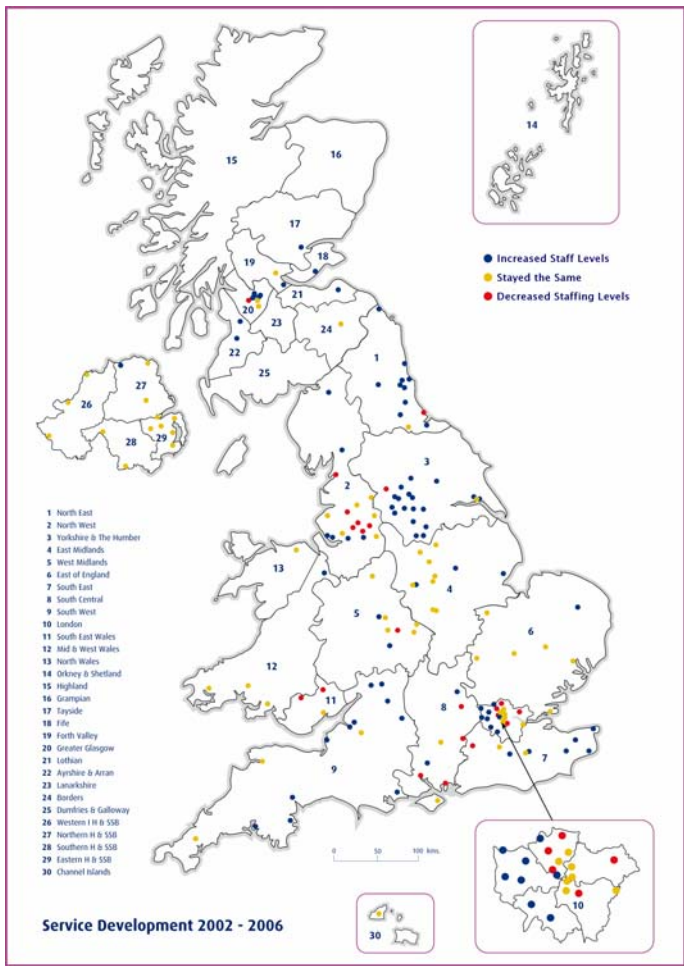 14
15
16
17
19
18
Increased Staff Levels
Stayed the Same
Decreased Staffing Levels
21
20
23
24
22
25
1
27
26
29
28
3
2
1 North East
2 North West
3 Yorkshire & The Humber
4 East Midlands
5 West Midlands
6 East of England
7 South East
8 South Central
9 South West
10 London
11 South East Wales
12 Mid & West Wales
13 North Wales
14 Orkney & Shetland
15 Highland
16 Grampian
17 Tayside
18 Fife
19 Forth Valley
20 Greater Glasgow
21 Lothian
22 Ayrshire & Arran
23 Lanarkshire
24 Borders
25 Dumfries & Galloway
26 Western I H & SSB
27 Northern H & SSB
28 Southern H & SSB
29 Eastern H & SSB
30 Channel Islands
13
4
5
6
12
11
8
7
9
0 50 100 kms.
10
Service Development 2002 - 2006
30